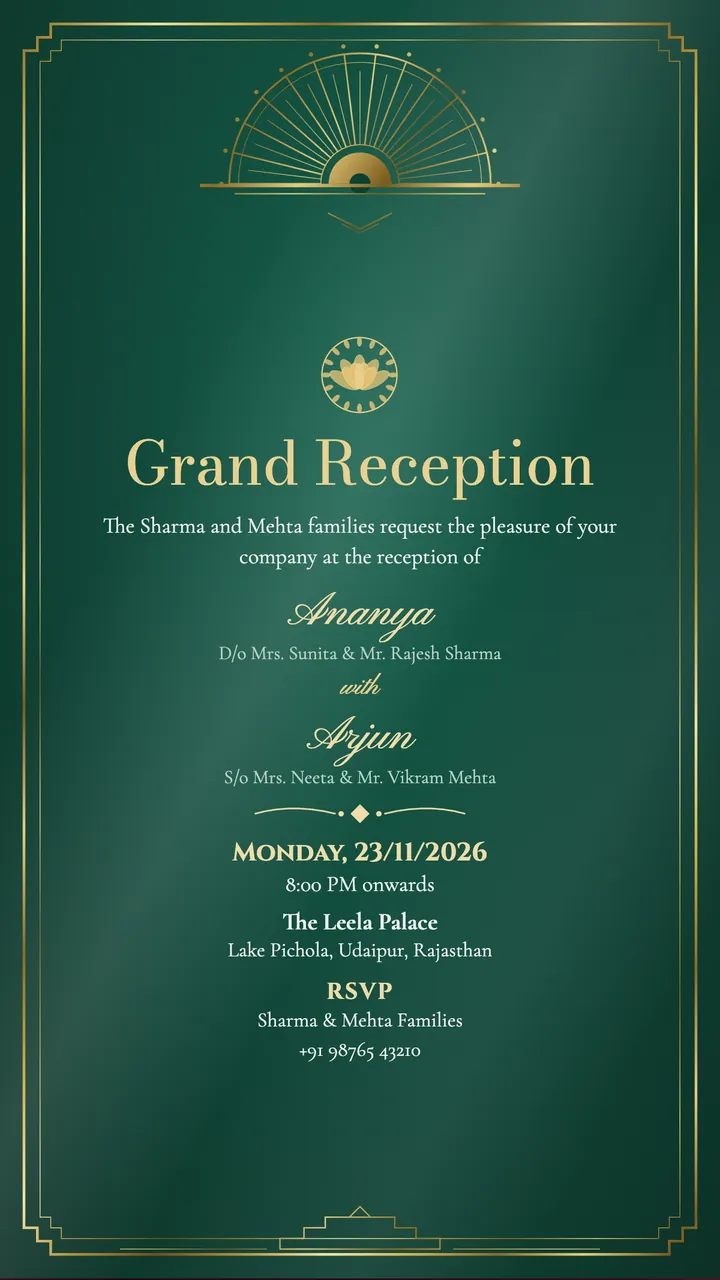 Grand Reception
The Sharma and Mehta families request the pleasure of your
company at the reception of
Ananya
D/o Mrs. Sunita & Mr. Rajesh Sharma
with
Arjun
S/o Mrs. Neeta & Mr. Vikram Mehta
Monday, 23/11/2026
8:00 PM onwards
The Leela Palace
Lake Pichola, Udaipur, Rajasthan
RSVP
Sharma & Mehta Families
+91 98765 43210